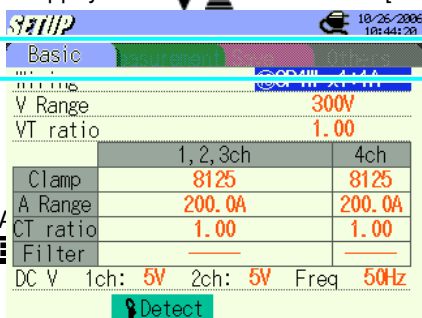 SETUP 10/26/2006
10:44:20
Basic Others
Wiring
V Range 300V
VT ratio 1.00
1,2,3ch 4ch
Clamp 8125 8125
A Range 200.0A 200.0A
CT ratio 1.00 1.00
Filter —— ——
DC V 1ch: 5V 2ch: 5V Freq 50Hz
Detect